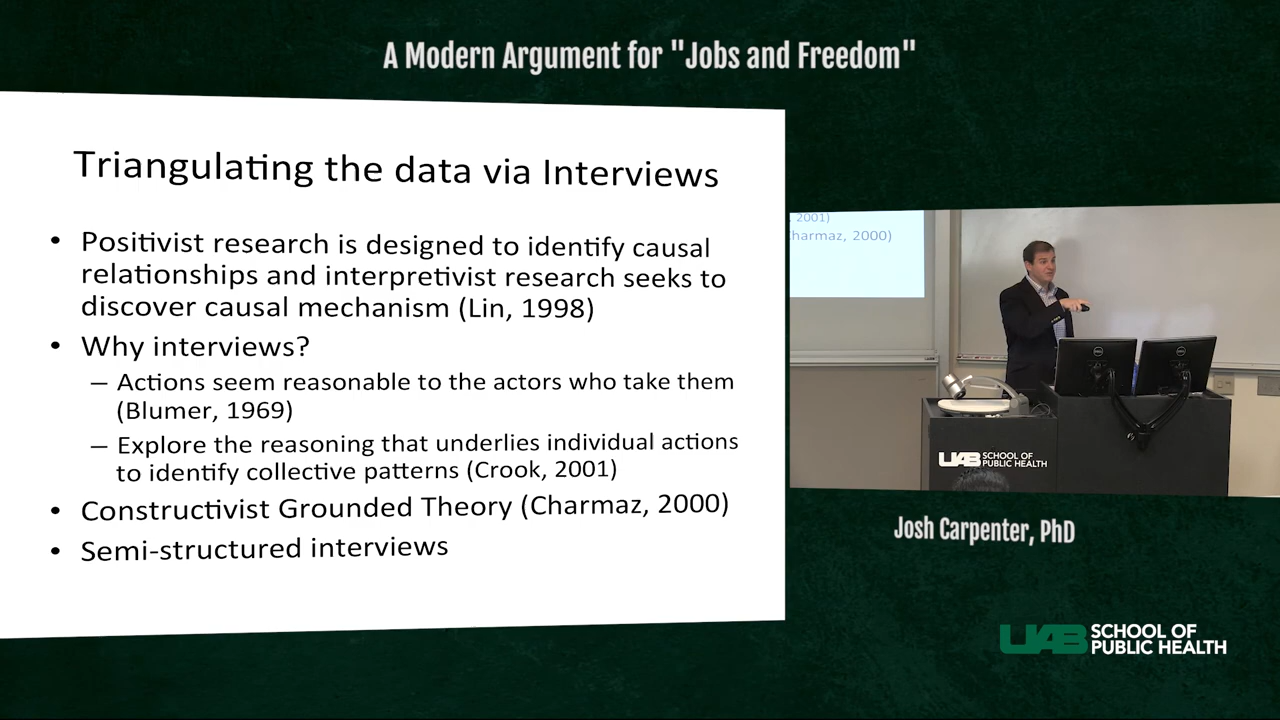 A Modern Argument for "Jobs and Freedom"
Triangulating the data via Interviews
• Positivist research is designed to identify causal
relationships and interpretivist research seeks to
discover causal mechanism (Lin, 1998)
• Why interviews?
– Actions seem reasonable to the actors who take them
(Blumer, 1969)
– Explore the reasoning that underlies individual actions
to identify collective patterns (Crook, 2001)
• Constructivist Grounded Theory (Charmaz, 2000)
• Semi-structured interviews
, 2001)
Charmaz, 2000)
DELL
DELL
UAB SCHOOL OF
PUBLIC HEALTH
Josh Carpenter, PhD
UAB SCHOOL OF
PUBLIC HEALTH